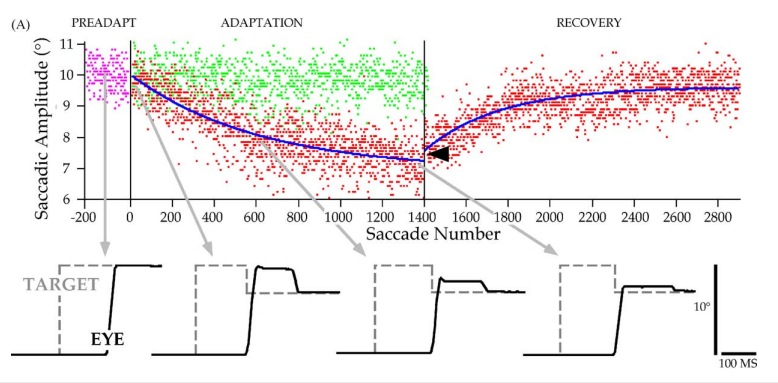 (A) PREADAPT ADAPTATION RECOVERY
Saccadic Amplitude (°)
11
10
9
8
7
6
-200 0 200 400 600 800 1000 1200 1400 1600 1800 2000 2200 2400 2600 2800
Saccade Number
TARGET
EYE
10°
100 MS